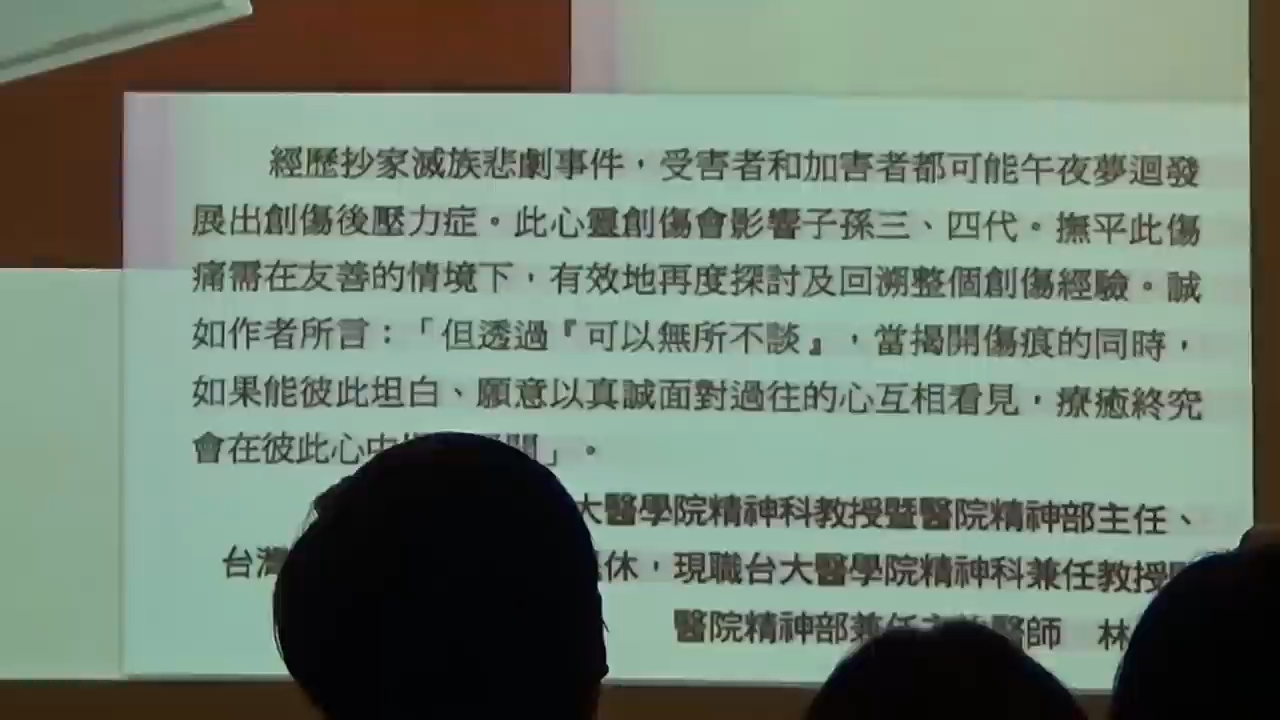 經歷抄家滅族悲劇事件，受害者和加害者都可能午夜夢迴發
展出創傷後壓力症。此心靈創傷會影響子孫三、四代。撫平此傷
痛需在友善的情境下，有效地再度探討及回溯整個創傷經驗。誠
如作者所言：「但透過『可以無所不談』，當揭開傷痕的同時，
如果能彼此坦白、願意以真誠面對過往的心互相看見，療癒終究
會在彼此心中」。
大醫學院精神科教授暨醫院精神部主任、
台灣休，現職台大醫學院精神科兼任教授
醫院精神部兼任醫師 林